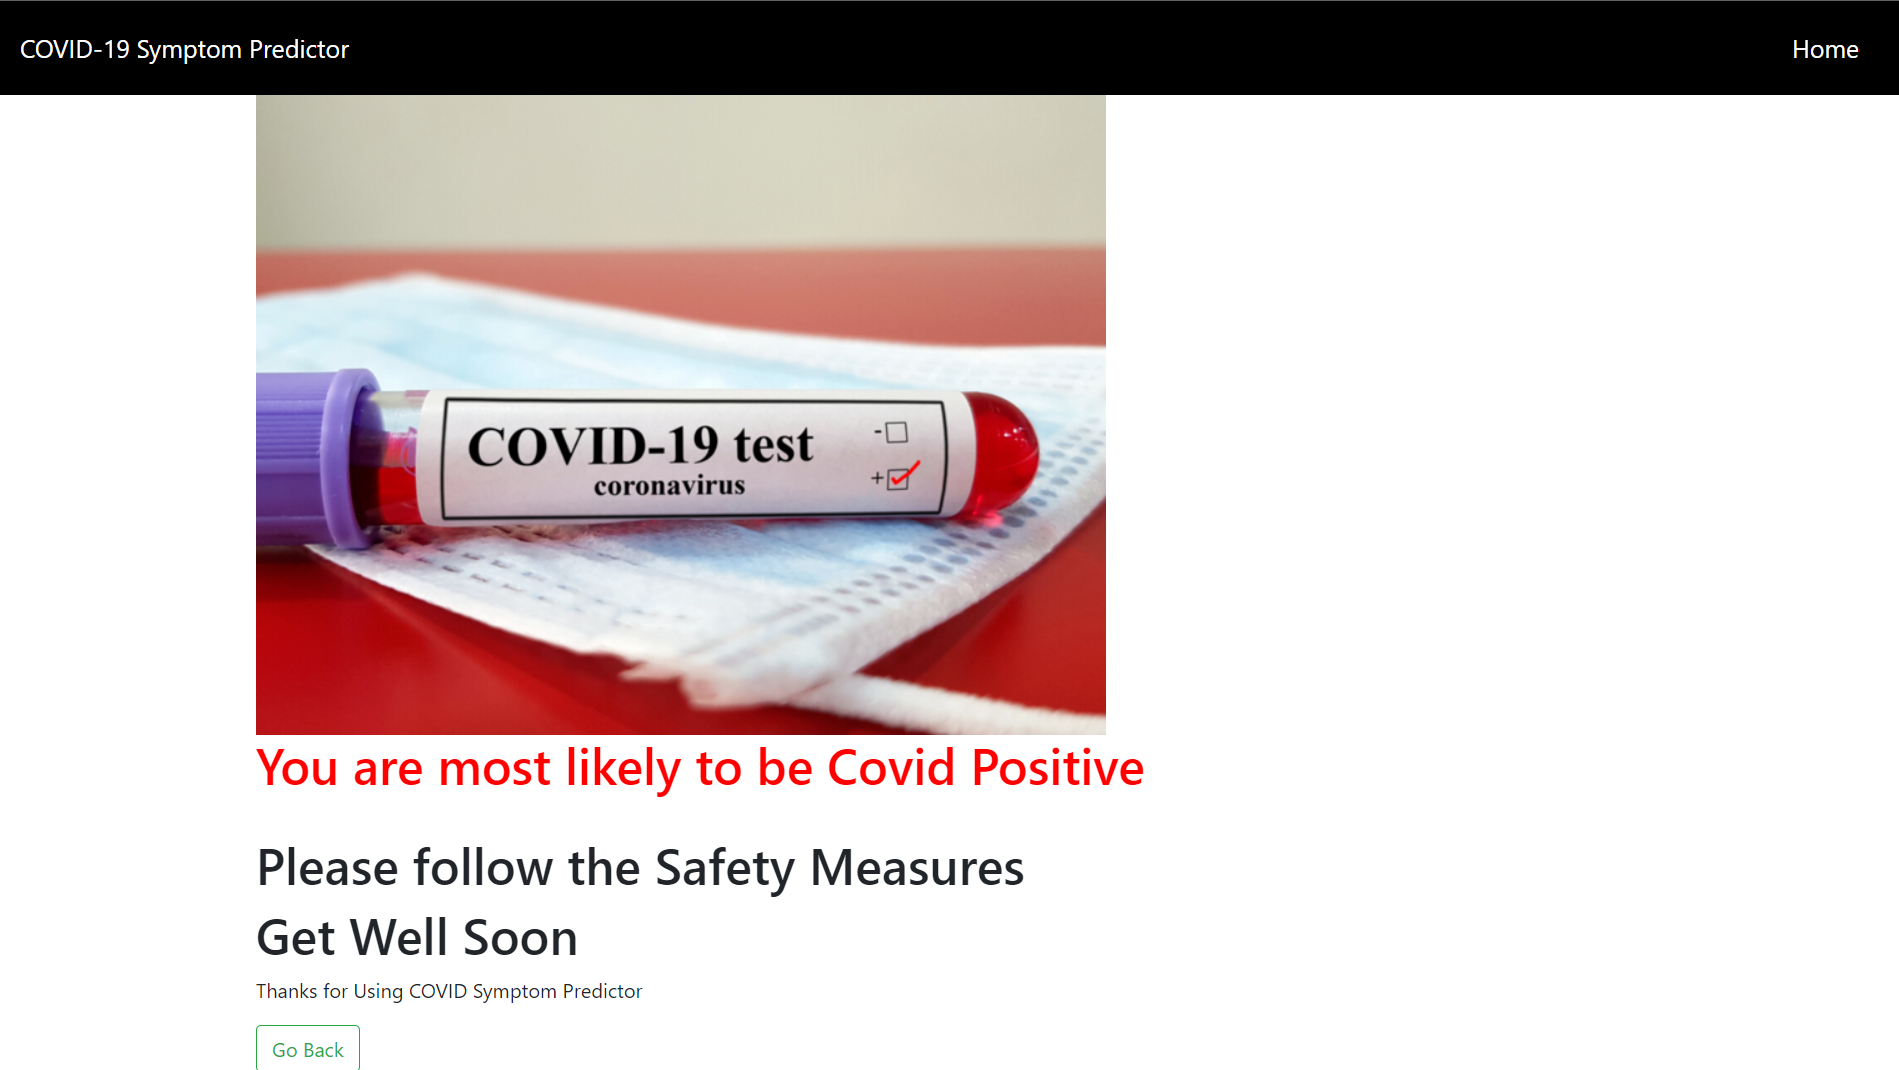 COVID-19 Symptom Predictor
Home
COVID-19 test
coronavirus
-
+
You are most likely to be Covid Positive
Please follow the Safety Measures
Get Well Soon
Thanks for Using COVID Symptom Predictor
Go Back